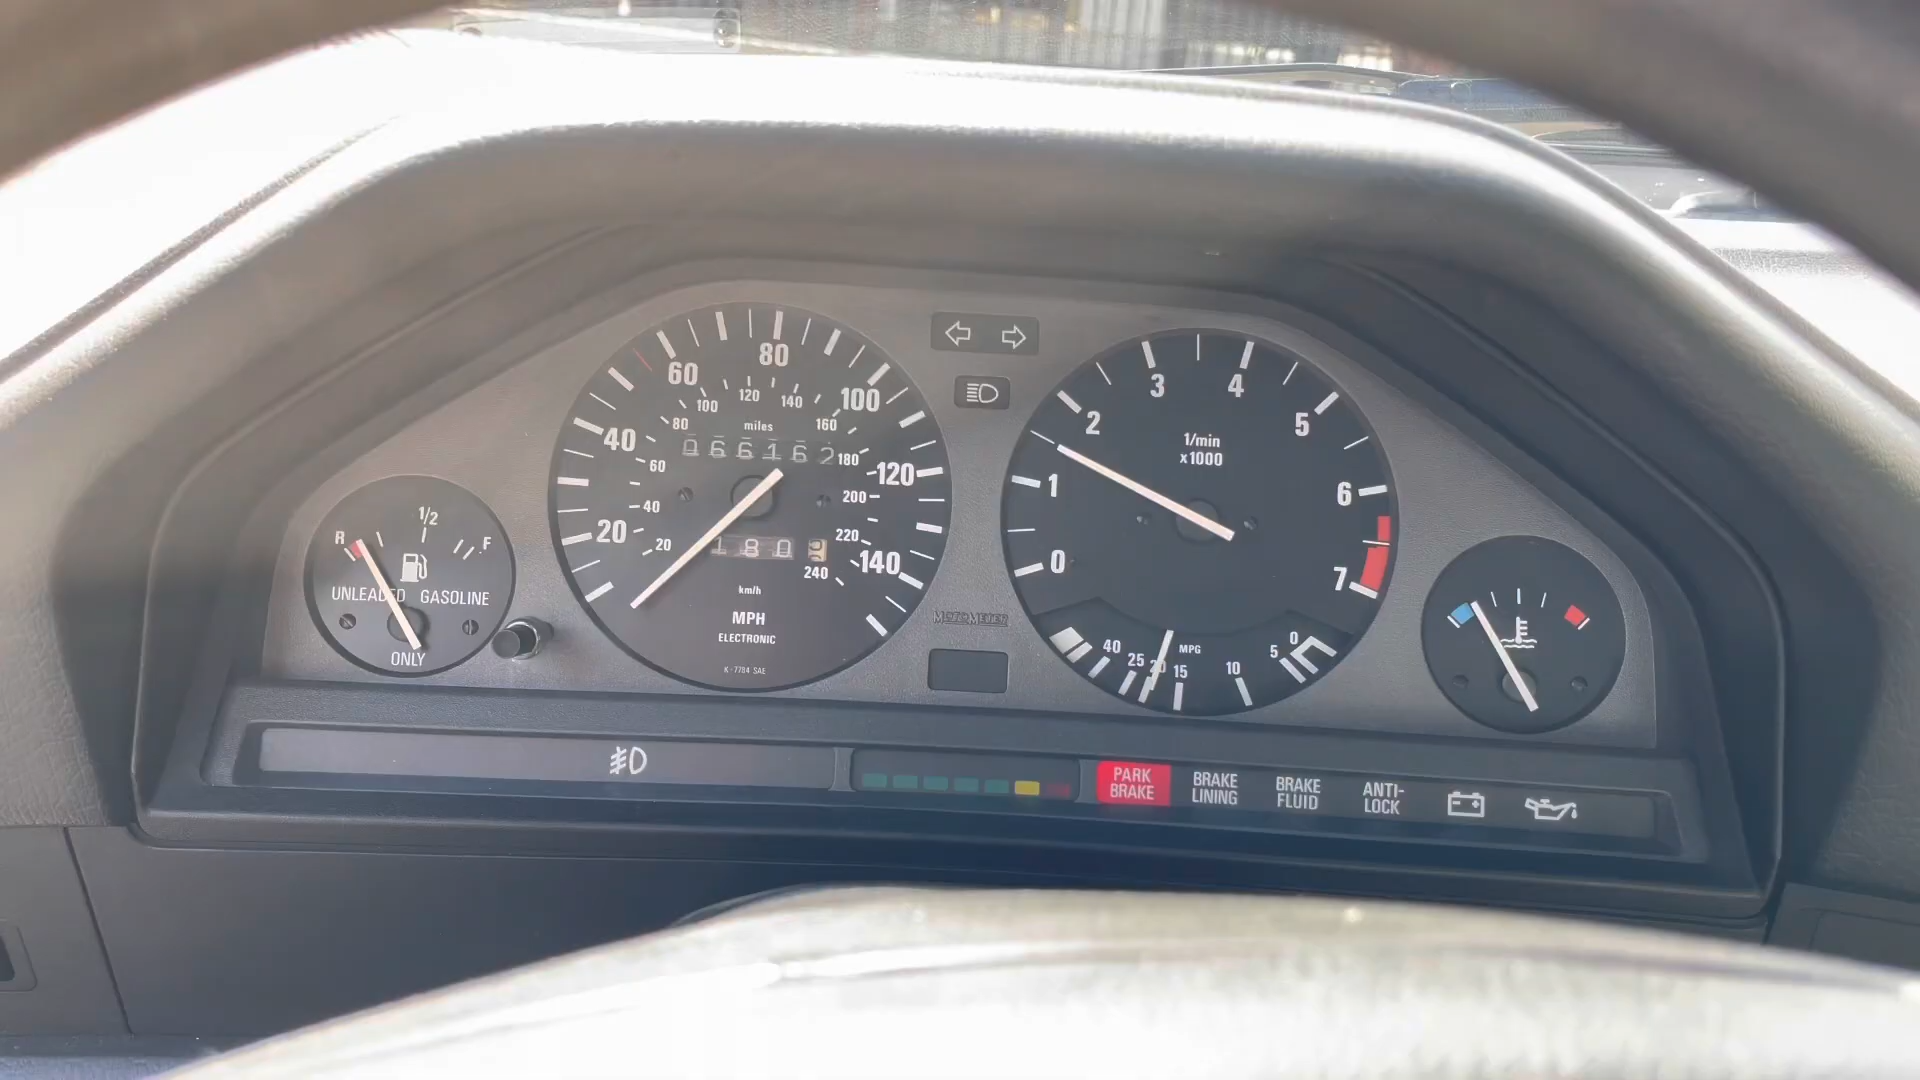 R 1/2 F
UNLEADED GASOLINE
ONLY
20 40 60 80 100 120 140
20 40 60 80 100 120 140 160 180 200 220 240
miles
066162
180
km/h
MPH
ELECTRONIC
K-7784 SAE
MOTOMETER
0 1 2 3 4 5 6 7
1/min
x1000
40 25 20 15 10 5 0
MPG
PARK
BRAKE
BRAKE
LINING
BRAKE
FLUID
ANTI-
LOCK